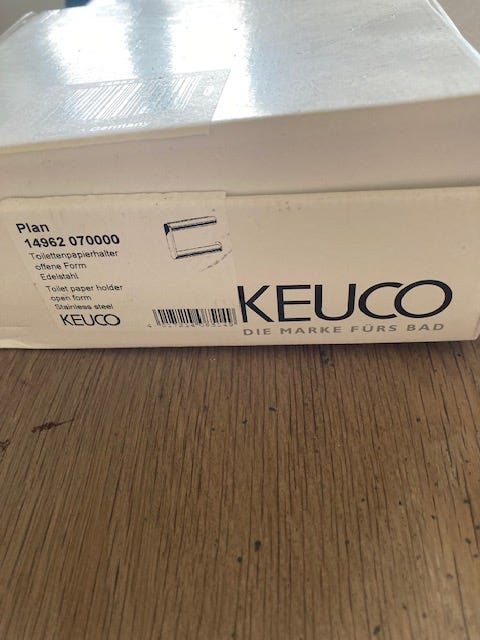 Germany
Plan
14962 070000
Toilettenpapierhalter
offene Form
Edelstahl
Toilet paper holder
open form
Stainless steel
KEUCO
KEUCO
DIE MARKE FÜRS BAD